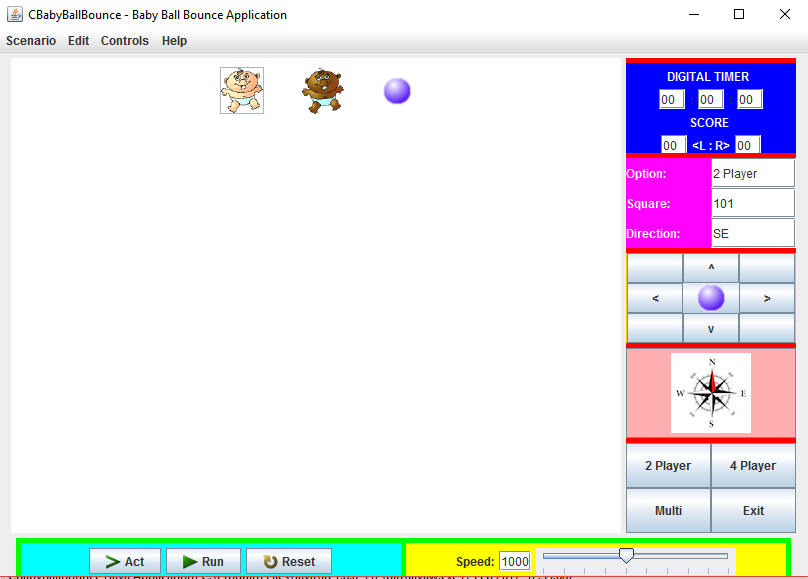 CBabyBallBounce - Baby Ball Bounce Application
Scenario Edit Controls Help
DIGITAL TIMER
00 : 00 : 00
SCORE
00 <L : R> 00
Option: 2 Player
Square: 101
Direction: SE
^
< >
v
N
W E
S
2 Player 4 Player
Multi Exit
Act Run Reset Speed: 1000